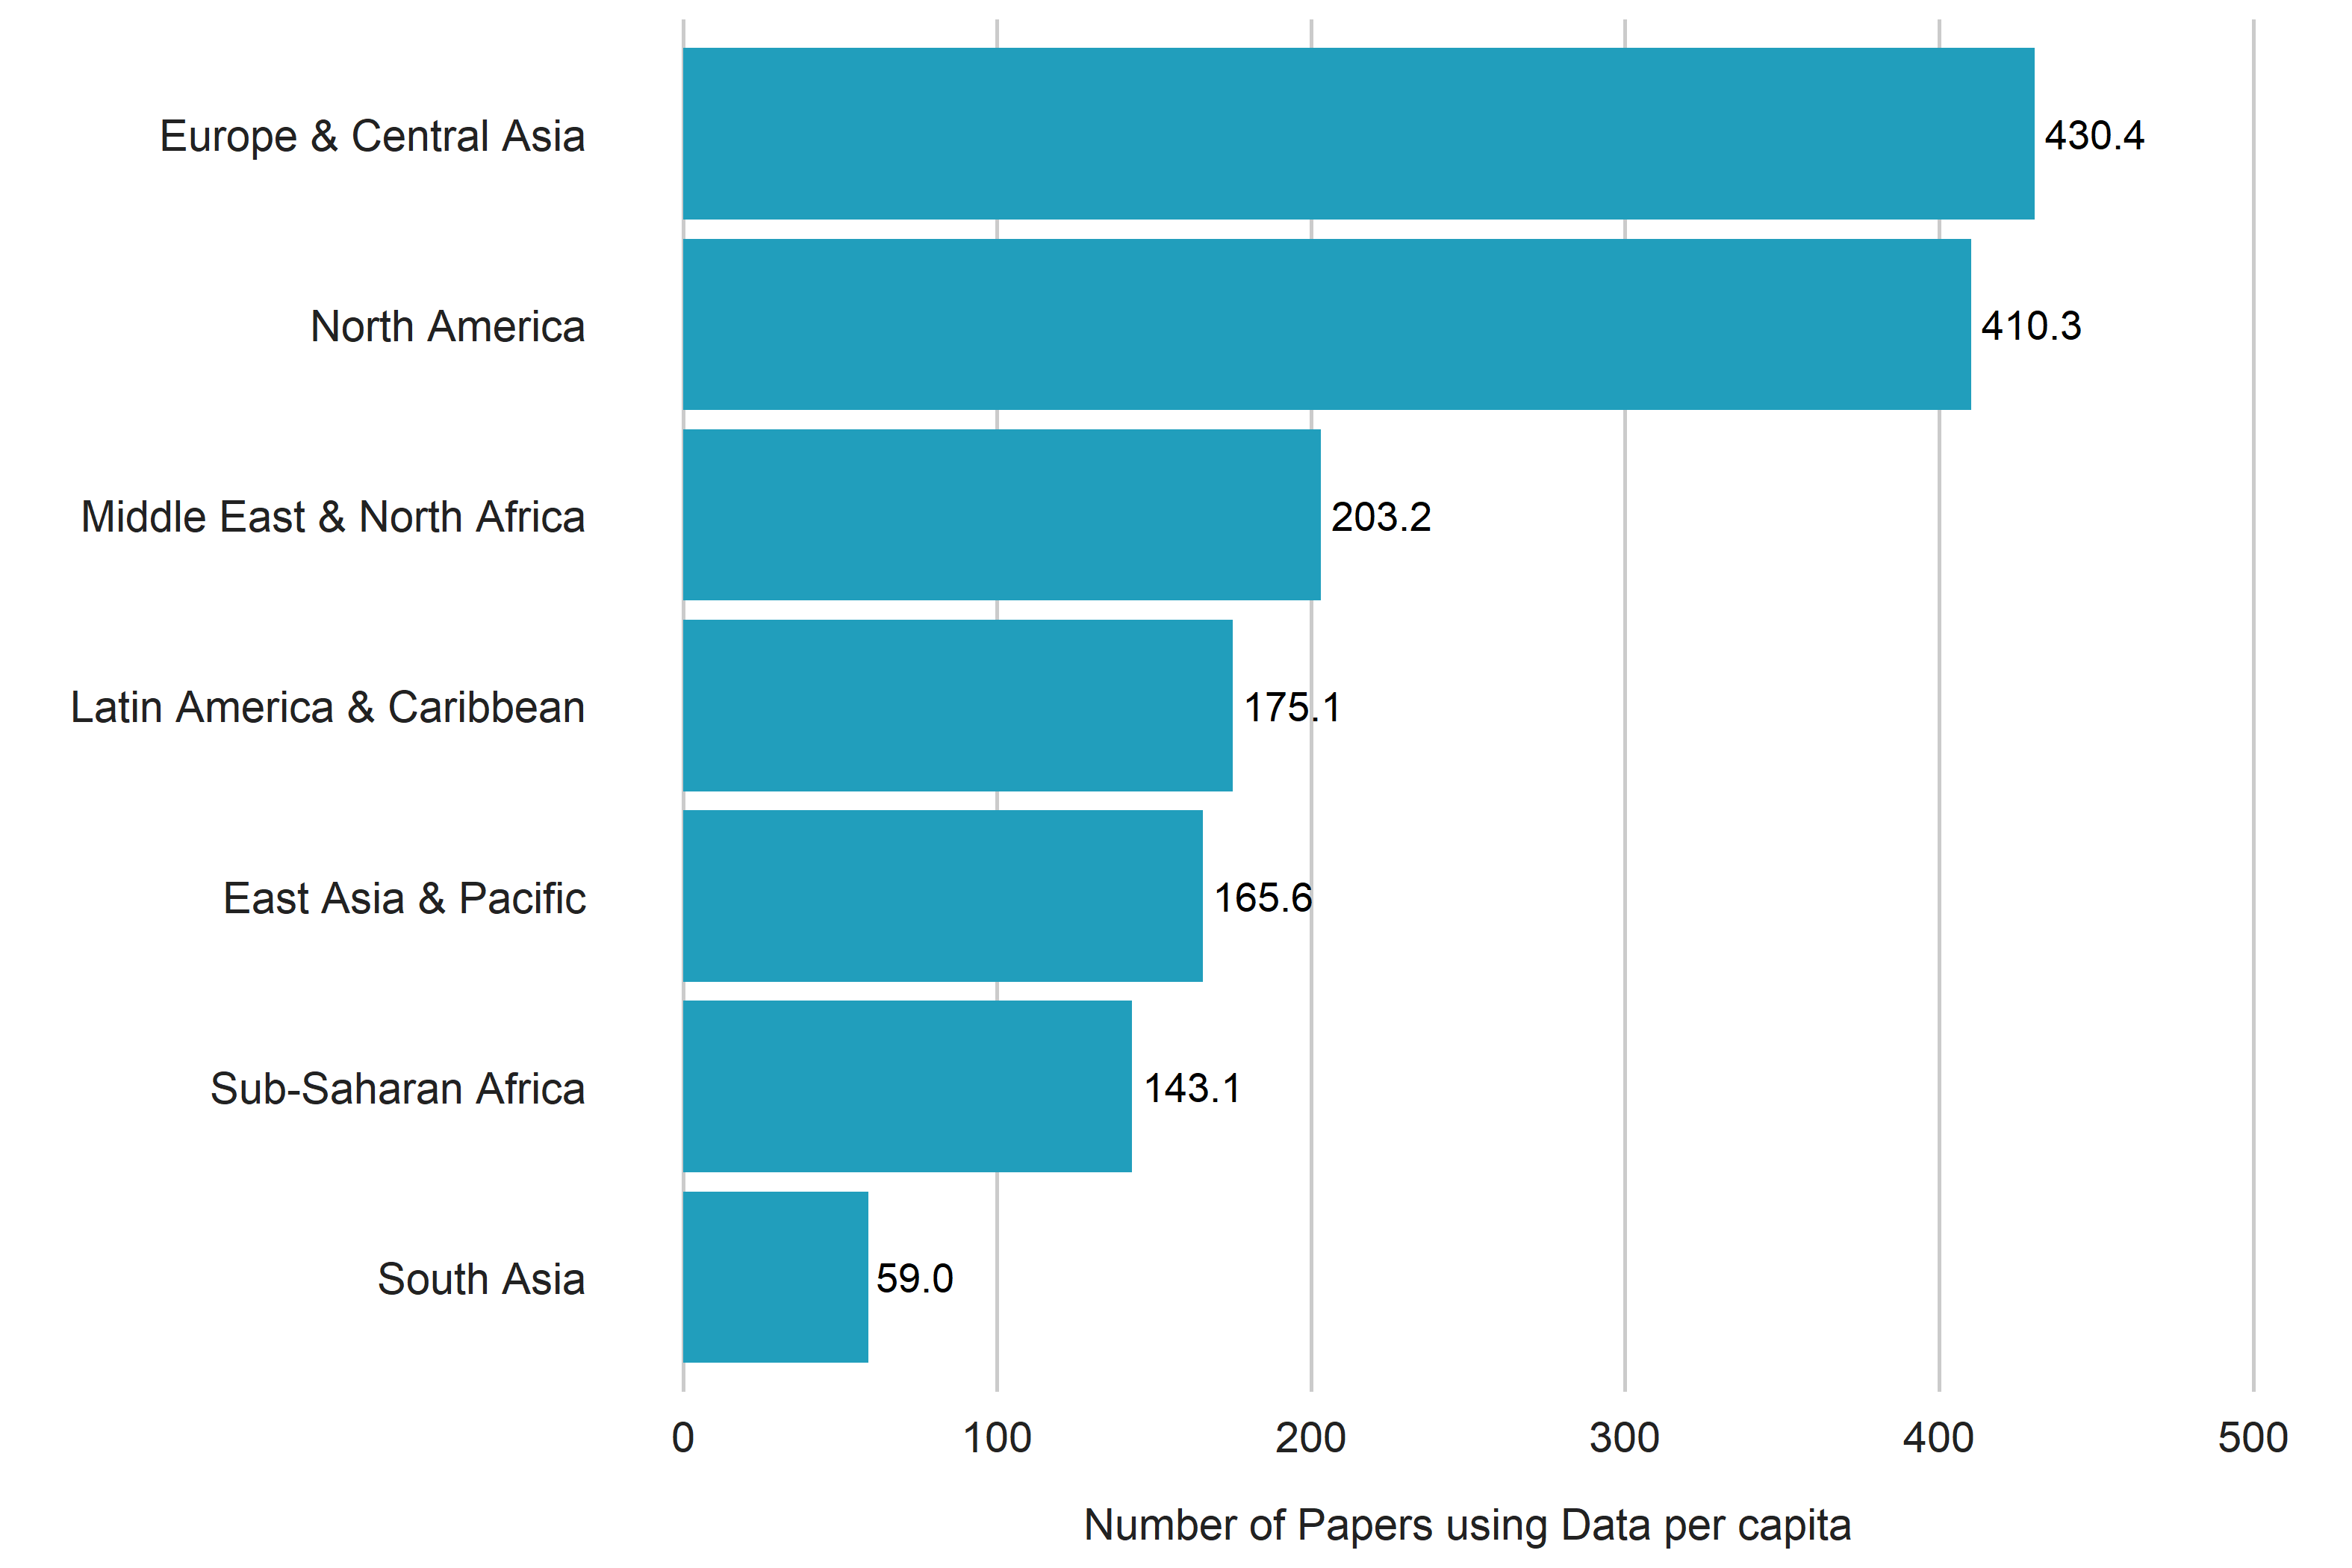 Europe & Central Asia 430.4
North America 410.3
Middle East & North Africa 203.2
Latin America & Caribbean 175.1
East Asia & Pacific 165.6
Sub-Saharan Africa 143.1
South Asia 59.0
0 100 200 300 400 500
Number of Papers using Data per capita